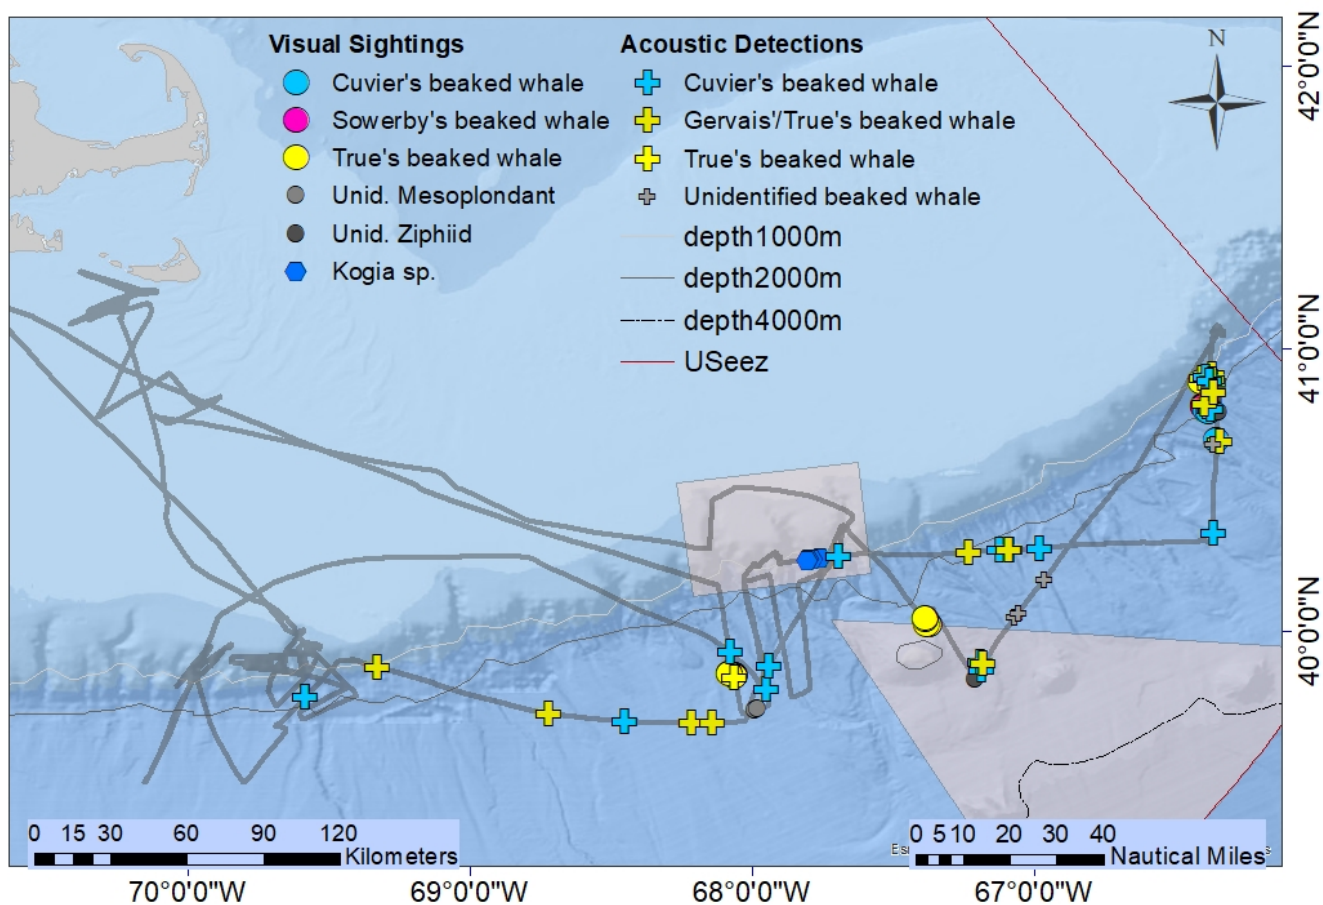 Visual Sightings
Cuvier's beaked whale
Sowerby's beaked whale
True's beaked whale
Unid. Mesoplondant
Unid. Ziphiid
Kogia sp.
Acoustic Detections
Cuvier's beaked whale
Gervais'/True's beaked whale
True's beaked whale
Unidentified beaked whale
depth1000m
depth2000m
depth4000m
USeez
N
42°0'0"N
41°0'0"N
40°0'0"N
0 15 30 60 90 120
Kilometers
0 5 10 20 30 40
Nautical Miles
70°0'0"W 69°0'0"W 68°0'0"W 67°0'0"W